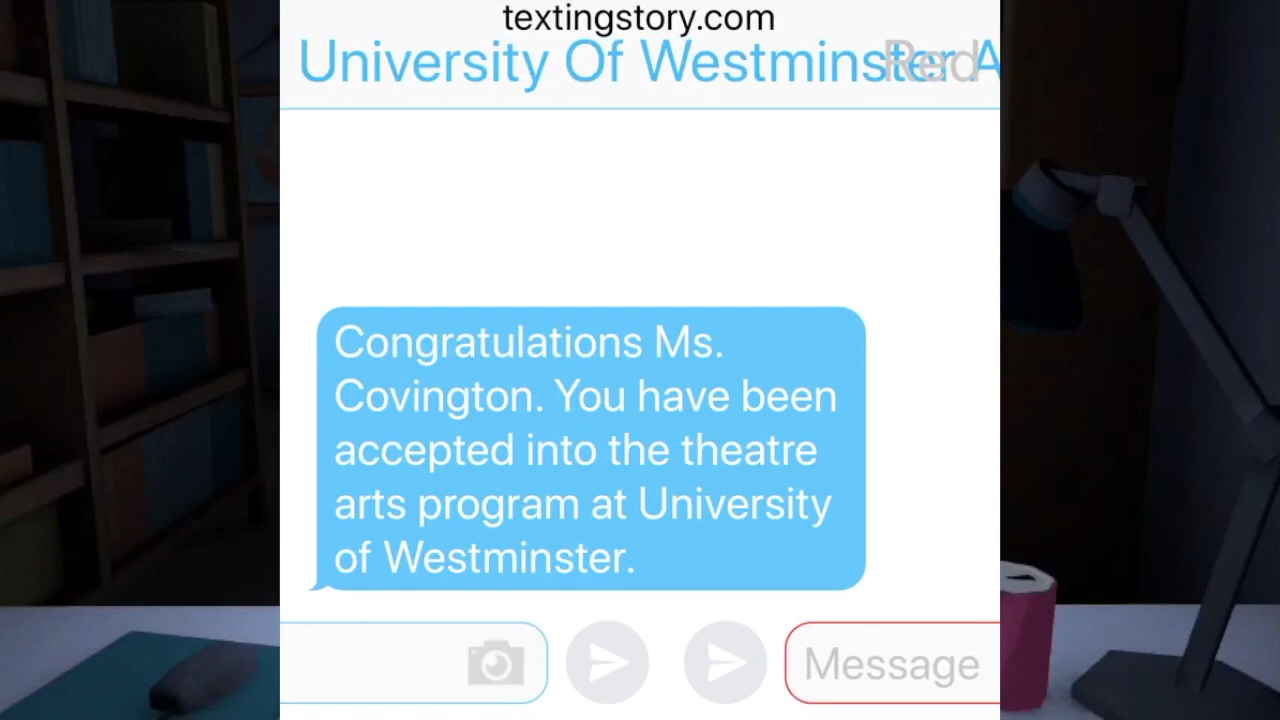 textingstory.com
University Of Westminster A
Red
Congratulations Ms.
Covington. You have been
accepted into the theatre
arts program at University
of Westminster.
Message